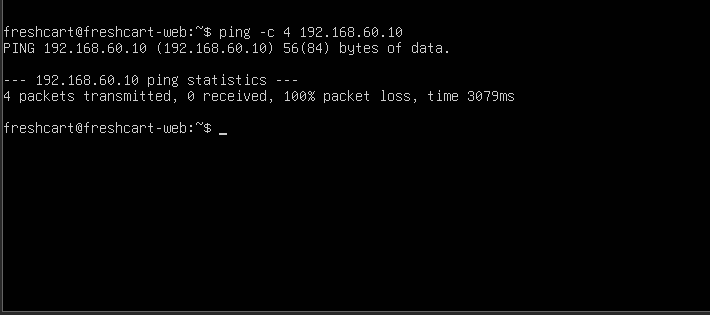 freshcart@freshcart-web:~$ ping -c 4 192.168.60.10
PING 192.168.60.10 (192.168.60.10) 56(84) bytes of data.
--- 192.168.60.10 ping statistics ---
4 packets transmitted, 0 received, 100% packet loss, time 3079ms
freshcart@freshcart-web:~$ _